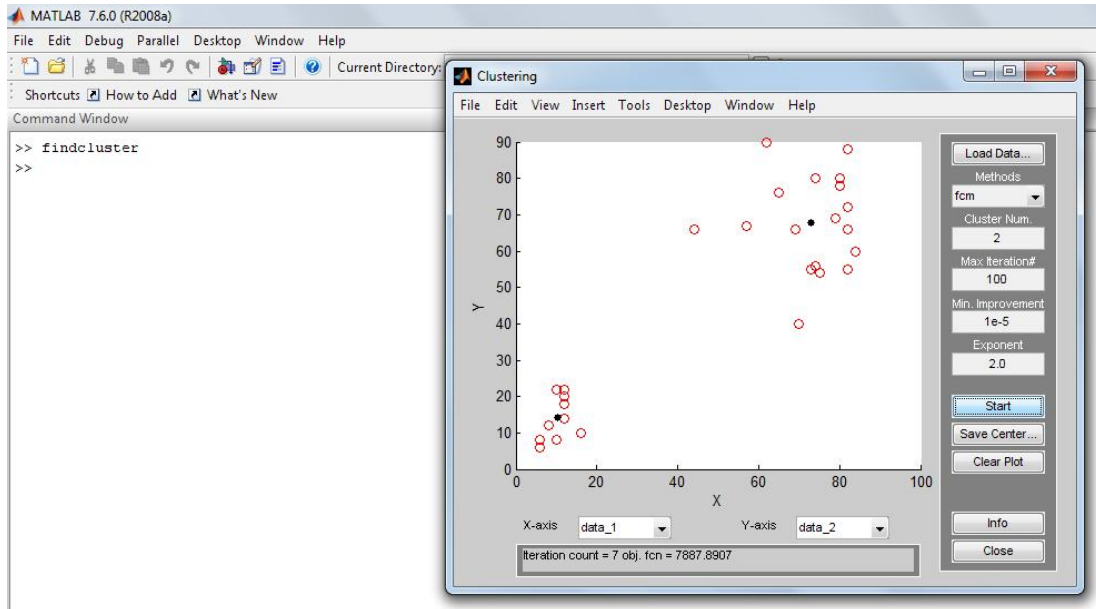 MATLAB 7.6.0 (R2008a)
File Edit Debug Parallel Desktop Window Help
Current Directory:
Shortcuts How to Add What's New
Command Window
>> findcluster
>>
Clustering
File Edit View Insert Tools Desktop Window Help
90
80
70
60
50
40
30
20
10
0
Y
0 20 40 60 80 100
X
X-axis data_1 Y-axis data_2
Iteration count = 7 obj. fcn = 7887.8907
Load Data...
Methods
fcm
Cluster Num.
2
Max Iteration#
100
Min. Improvement
1e-5
Exponent
2.0
Start
Save Center...
Clear Plot
Info
Close